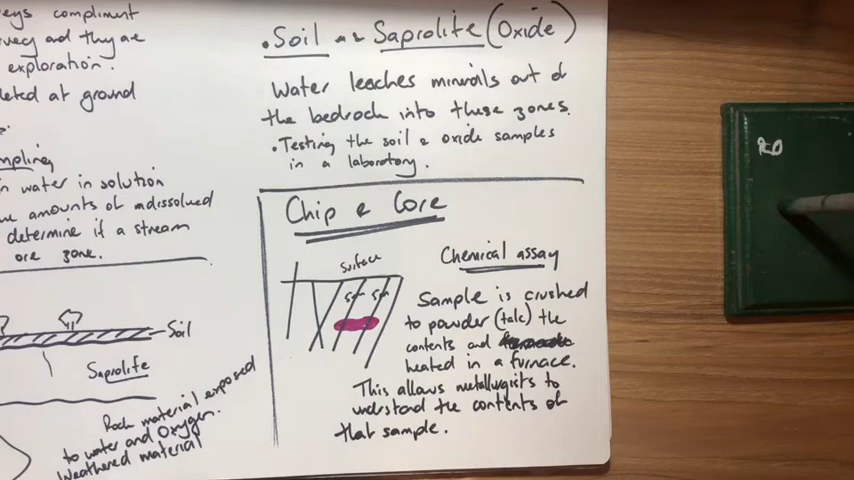 eys compliment
rvey and they are
exploration.
leted at ground
mpling
n water in solution
e amounts of
determine if a stream
ore zone.
Soil
Saprolite
Rock material exposed
to water and Oxygen.
Weathered material
• Soil Saprolite (Oxide)
Water leaches minerals out of
the bedrock into these zones.
• Testing the soil & oxide samples
in a laboratory.
Chip & Core
surface
5m 5m
Chemical assay
Sample is crushed
to powder (talc) the
contents and
heated in a furnace.
This allows metallurgists to
understand the contents of
that sample.